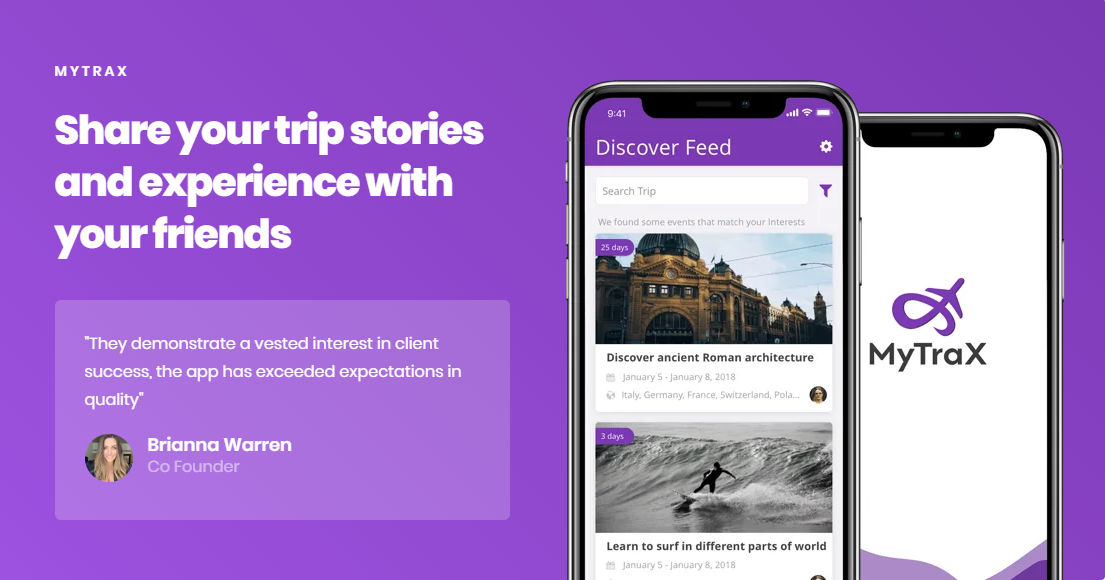 MYTRAX
Share your trip stories
and experience with
your friends
"They demonstrate a vested interest in client
success, the app has exceeded expectations in
quality"
Brianna Warren
Co Founder
9:41
Discover Feed
Search Trip
We found some events that match your Interests
25 days
Discover ancient Roman architecture
January 5 - January 8, 2018
Italy, Germany, France, Switzerland, Pola...
3 days
Learn to surf in different parts of world
January 5 - January 8, 2018
MyTraX